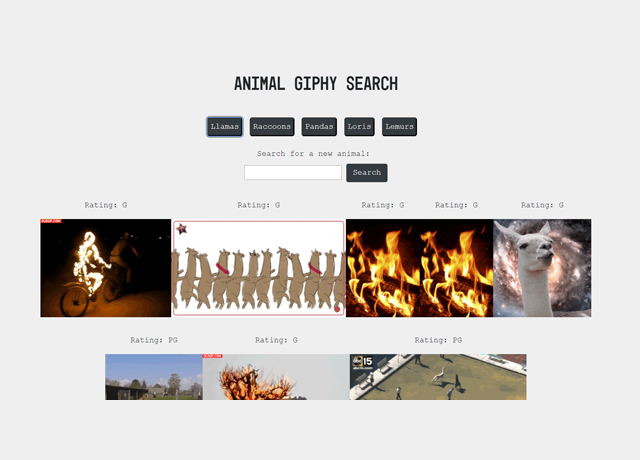 ANIMAL GIPHY SEARCH
Llamas Raccoons Pandas Loris Lemurs
Search for a new animal:
Search
Rating: G Rating: G Rating: G Rating: G Rating: G
Rating: PG Rating: G Rating: PG
abc 15